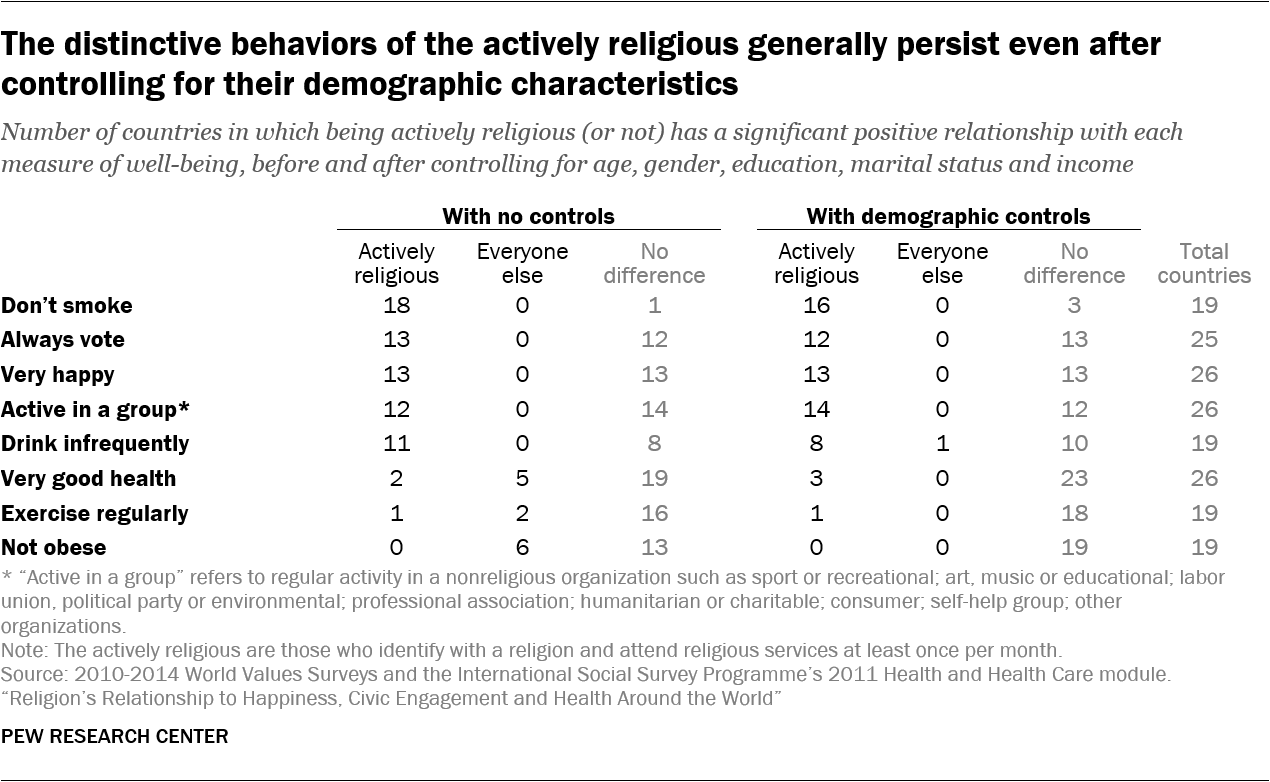 The distinctive behaviors of the actively religious generally persist even after
controlling for their demographic characteristics
Number of countries in which being actively religious (or not) has a significant positive relationship with each
measure of well-being, before and after controlling for age, gender, education, marital status and income
With no controls With demographic controls
Actively religious Everyone else No difference Actively religious Everyone else No difference Total countries
Don't smoke 18 0 1 16 0 3 19
Always vote 13 0 12 12 0 13 25
Very happy 13 0 13 13 0 13 26
Active in a group* 12 0 14 14 0 12 26
Drink infrequently 11 0 8 8 1 10 19
Very good health 2 5 19 3 0 23 26
Exercise regularly 1 2 16 1 0 18 19
Not obese 0 6 13 0 0 19 19
* “Active in a group” refers to regular activity in a nonreligious organization such as sport or recreational; art, music or educational; labor
union, political party or environmental; professional association; humanitarian or charitable; consumer; self-help group; other
organizations.
Note: The actively religious are those who identify with a religion and attend religious services at least once per month.
Source: 2010-2014 World Values Surveys and the International Social Survey Programme's 2011 Health and Health Care module.
“Religion's Relationship to Happiness, Civic Engagement and Health Around the World”
PEW RESEARCH CENTER